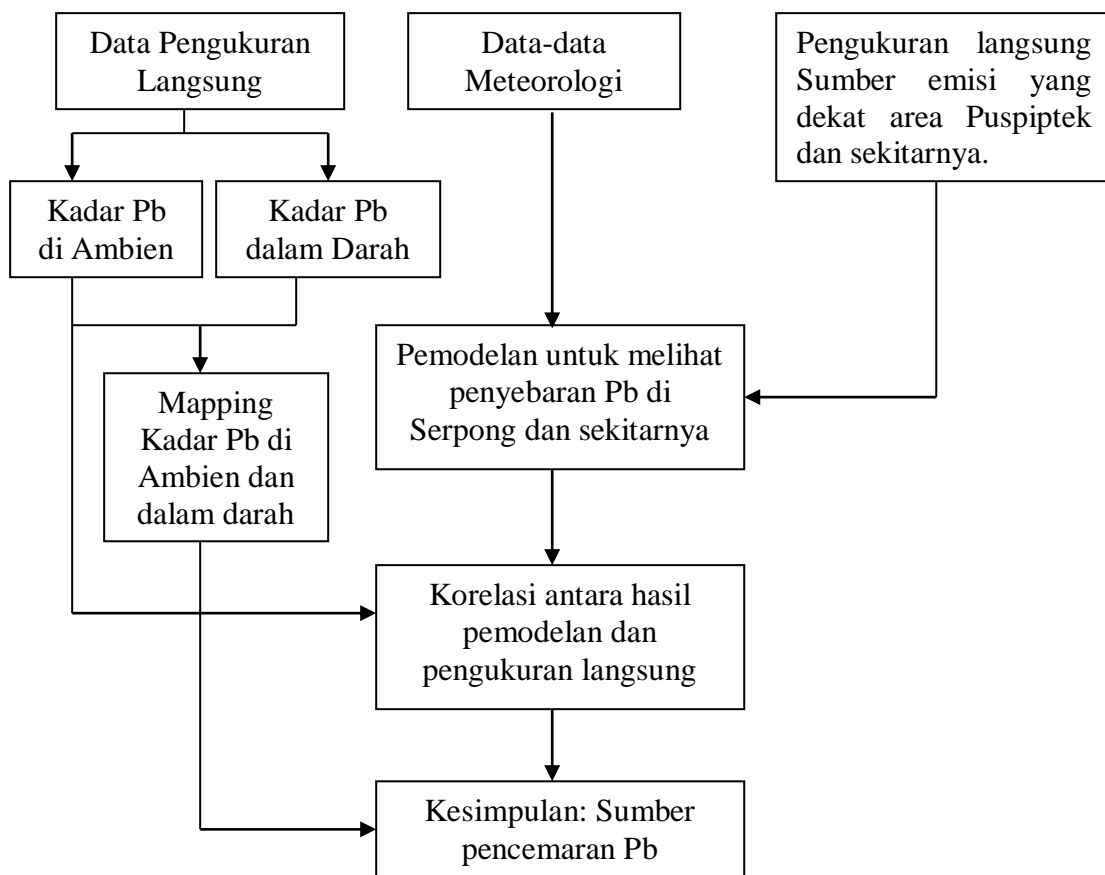 Data Pengukuran
Langsung
Data-data
Meteorologi
Pengukuran langsung
Sumber emisi yang
dekat area Puspiptek
dan sekitarnya.
Kadar Pb
di Ambien
Kadar Pb
dalam Darah
Pemodelan untuk melihat
penyebaran Pb di
Serpong dan sekitarnya
Mapping
Kadar Pb di
Ambien dan
dalam darah
Korelasi antara hasil
pemodelan dan
pengukuran langsung
Kesimpulan: Sumber
pencemaran Pb